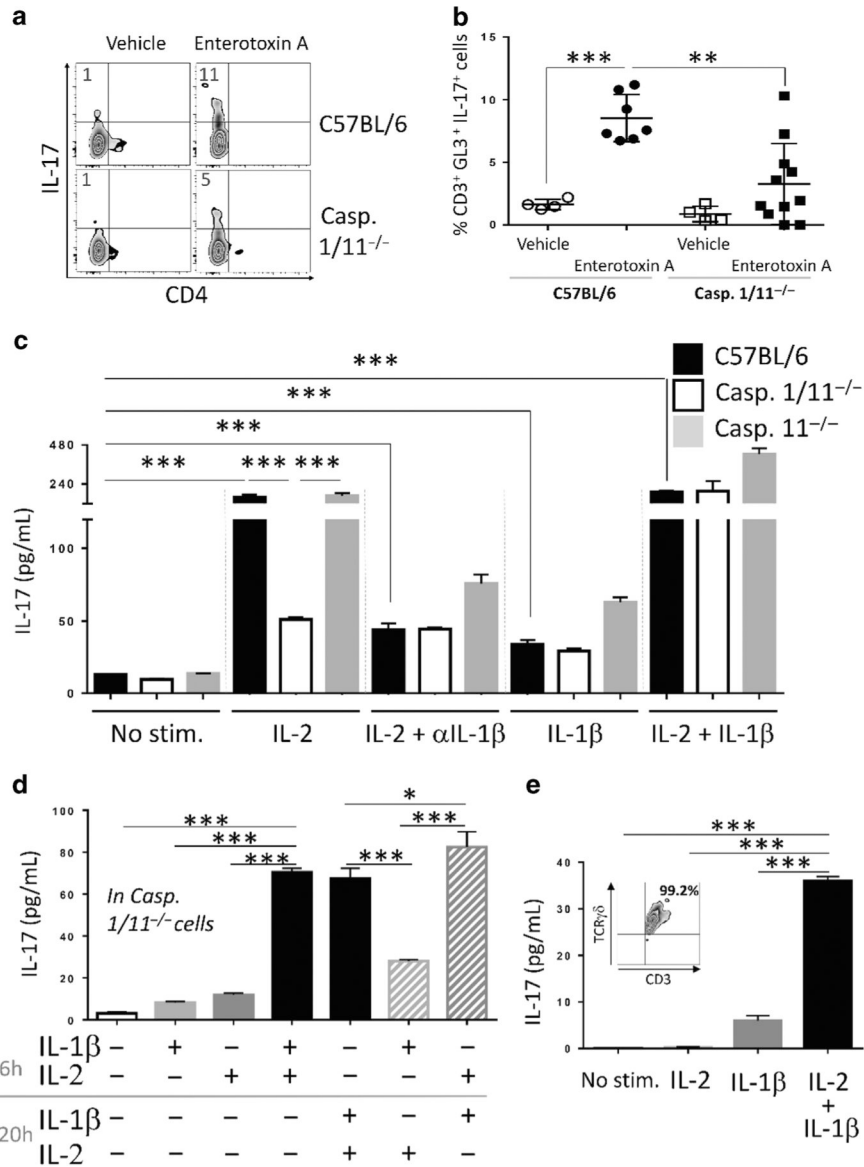 a
Vehicle Enterotoxin A
1 11
C57BL/6
1 5
Casp. 1/11−/−
IL-17
CD4
b
% CD3+ GL3+ IL-17+ cells
15
10
5
0
*** **
Vehicle Vehicle
Enterotoxin A Enterotoxin A
C57BL/6 Casp. 1/11−/−
c
C57BL/6
Casp. 1/11−/−
Casp. 11−/−
***
***
***
*** *** ***
IL-17 (pg/mL)
480
240
100
50
0
No stim. IL-2 IL-2 + αIL-1β IL-1β IL-2 + IL-1β
d
IL-17 (pg/mL)
100
80
60
40
20
0
In Casp.
1/11−/− cells
*** *
*** ***
*** ***
6h
IL-1β − + − + − − −
IL-2 − − + + − − +
20h
IL-1β − − − − + − +
IL-2 − − − − + + −
e
IL-17 (pg/mL)
40
30
20
10
0
***
***
***
99.2%
TCRγδ
CD3
No stim. IL-2 IL-1β IL-2
+
IL-1β